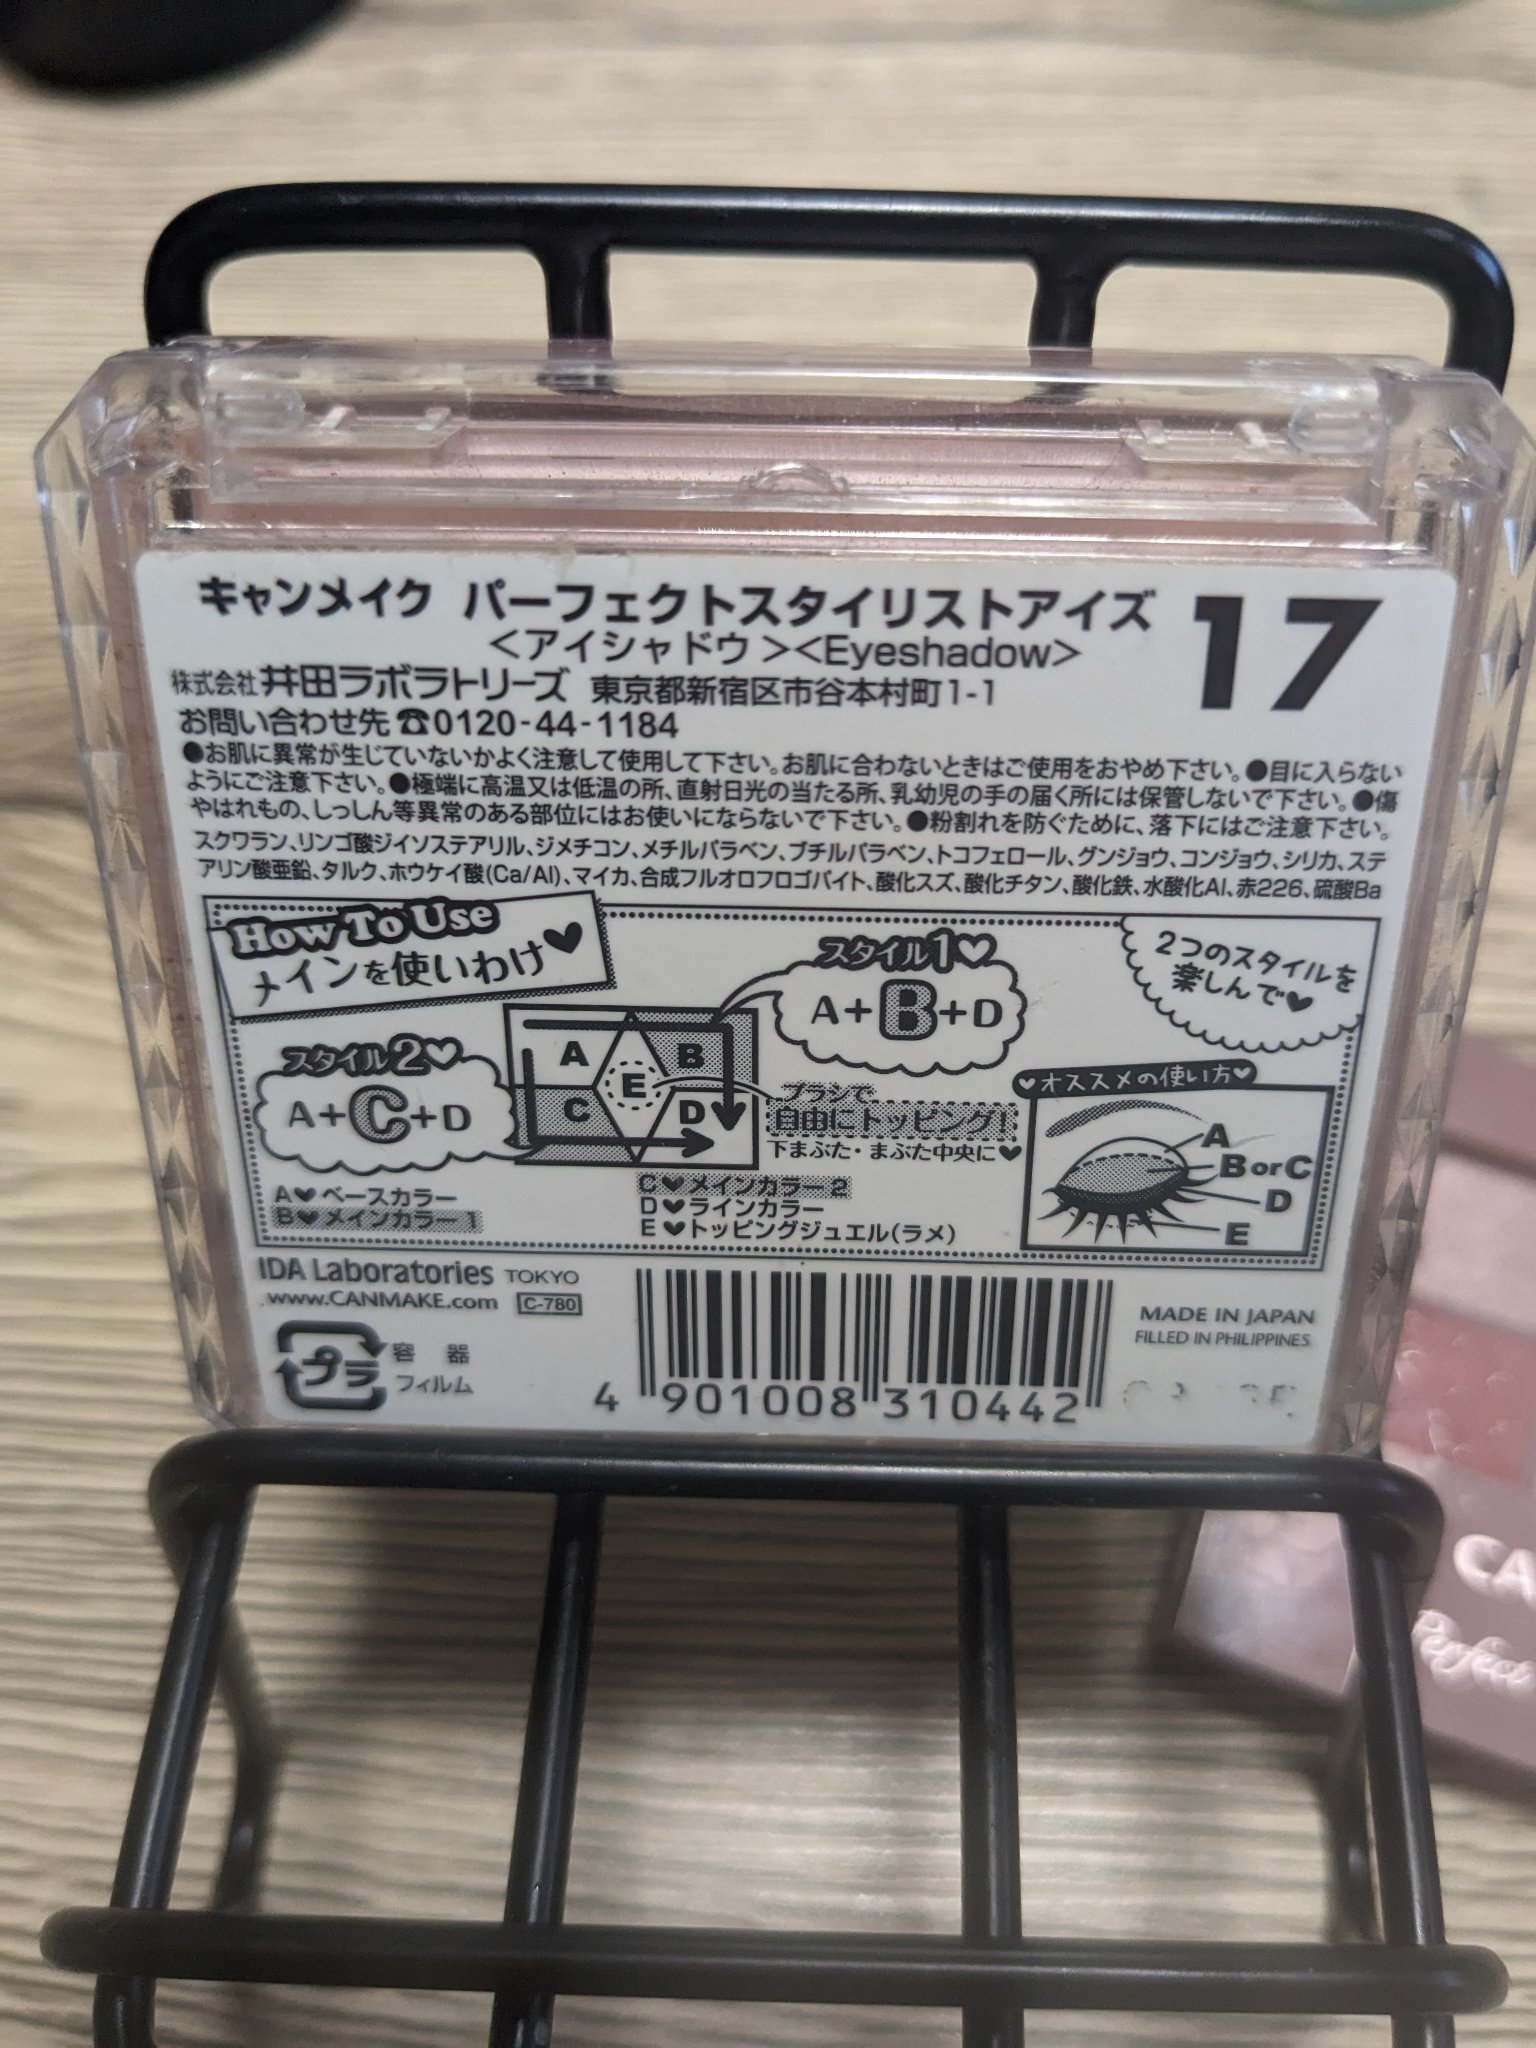 キャンメイク パーフェクトスタイリストアイズ
17
<アイシャドウ><Eyeshadow>
株式会社 井田ラボラトリーズ 東京都新宿区市谷本村町1-1
お問い合わせ先☎0120-44-1184
●お肌に異常が生じていないかよく注意して使用して下さい。お肌に合わないときはご使用をおやめ下さい。●目に入らない
ようにご注意下さい。●極端に高温又は低温の所、直射日光の当たる所、乳幼児の手の届く所には保管しないで下さい。●傷
やはれもの、しっしん等異常のある部位にはお使いにならないで下さい。●粉割れを防ぐために、落下にはご注意下さい。
スクワラン、リンゴ酸ジイソステアリル、ジメチコン、メチルパラベン、ブチルパラベン、トコフェロール、グンジョウ、コンジョウ、シリカ、ステ
アリン酸亜鉛、タルク、ホウケイ酸(Ca/Al)、マイカ、合成フルオロフロゴパイト、酸化スズ、酸化チタン、酸化鉄、水酸化Al、赤226、硫酸Ba
How To Use
メインを使いわけ♥
スタイル1♡
A+B+D
2つのスタイルを
楽しんで♥
スタイル2♡
A+C+D
A
B
C
D
E
ブラシで
自由にトッピング!
下まぶた・まぶた中央に♥
♥オススメの使い方♥
A
B or C
D
E
A♥ベースカラー
B♥メインカラー1
C♥メインカラー2
D♥ラインカラー
E♥トッピングジュエル(ラメ)
IDA Laboratories TOKYO
www.CANMAKE.com C-780
プラ
容器
フィルム
4 901008 310442
MADE IN JAPAN
FILLED IN PHILIPPINES
CA
Perfect